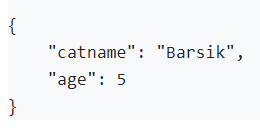 {
    "catname": "Barsik",
    "age": 5
}